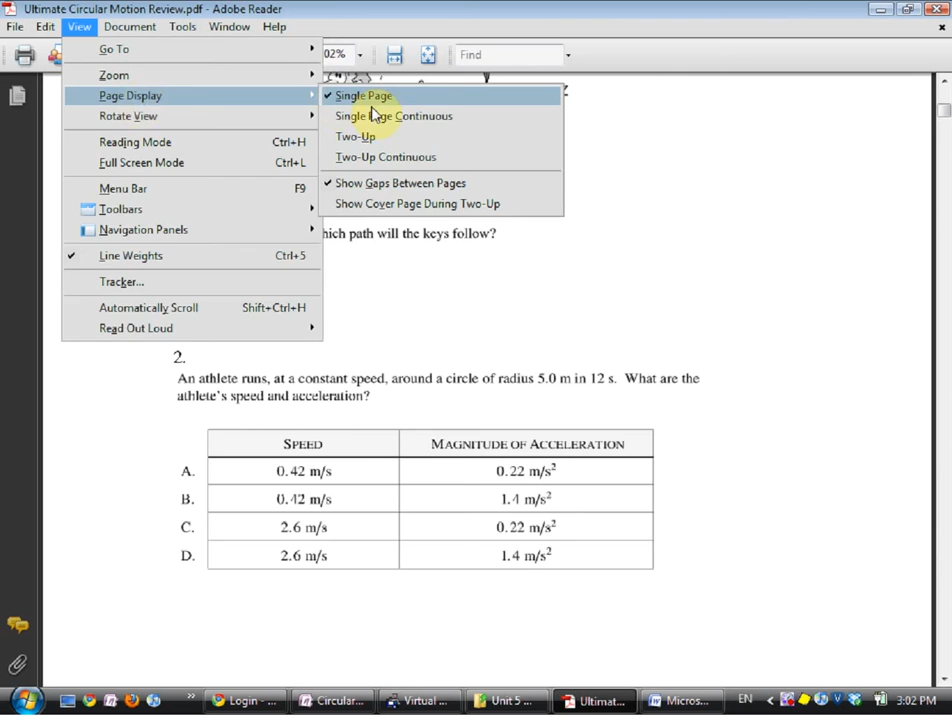 Ultimate Circular Motion Review.pdf - Adobe Reader
File Edit View Document Tools Window Help
02% Find
Go To
Zoom
Page Display
Rotate View
Reading Mode Ctrl+H
Full Screen Mode Ctrl+L
Menu Bar F9
Toolbars
Navigation Panels
Line Weights Ctrl+5
Tracker...
Automatically Scroll Shift+Ctrl+H
Read Out Loud
Single Page
Single Page Continuous
Two-Up
Two-Up Continuous
Show Gaps Between Pages
Show Cover Page During Two-Up
Z
hich path will the keys follow?
2.
An athlete runs, at a constant speed, around a circle of radius 5.0 m in 12 s. What are the
athlete's speed and acceleration?
SPEED MAGNITUDE OF ACCELERATION
A. 0.42 m/s 0.22 m/s²
B. 0.42 m/s 1.4 m/s²
C. 2.6 m/s 0.22 m/s²
D. 2.6 m/s 1.4 m/s²
Login - ... Circular... Virtual ... Unit 5 ... Ultimat... Micros... EN 3:02 PM